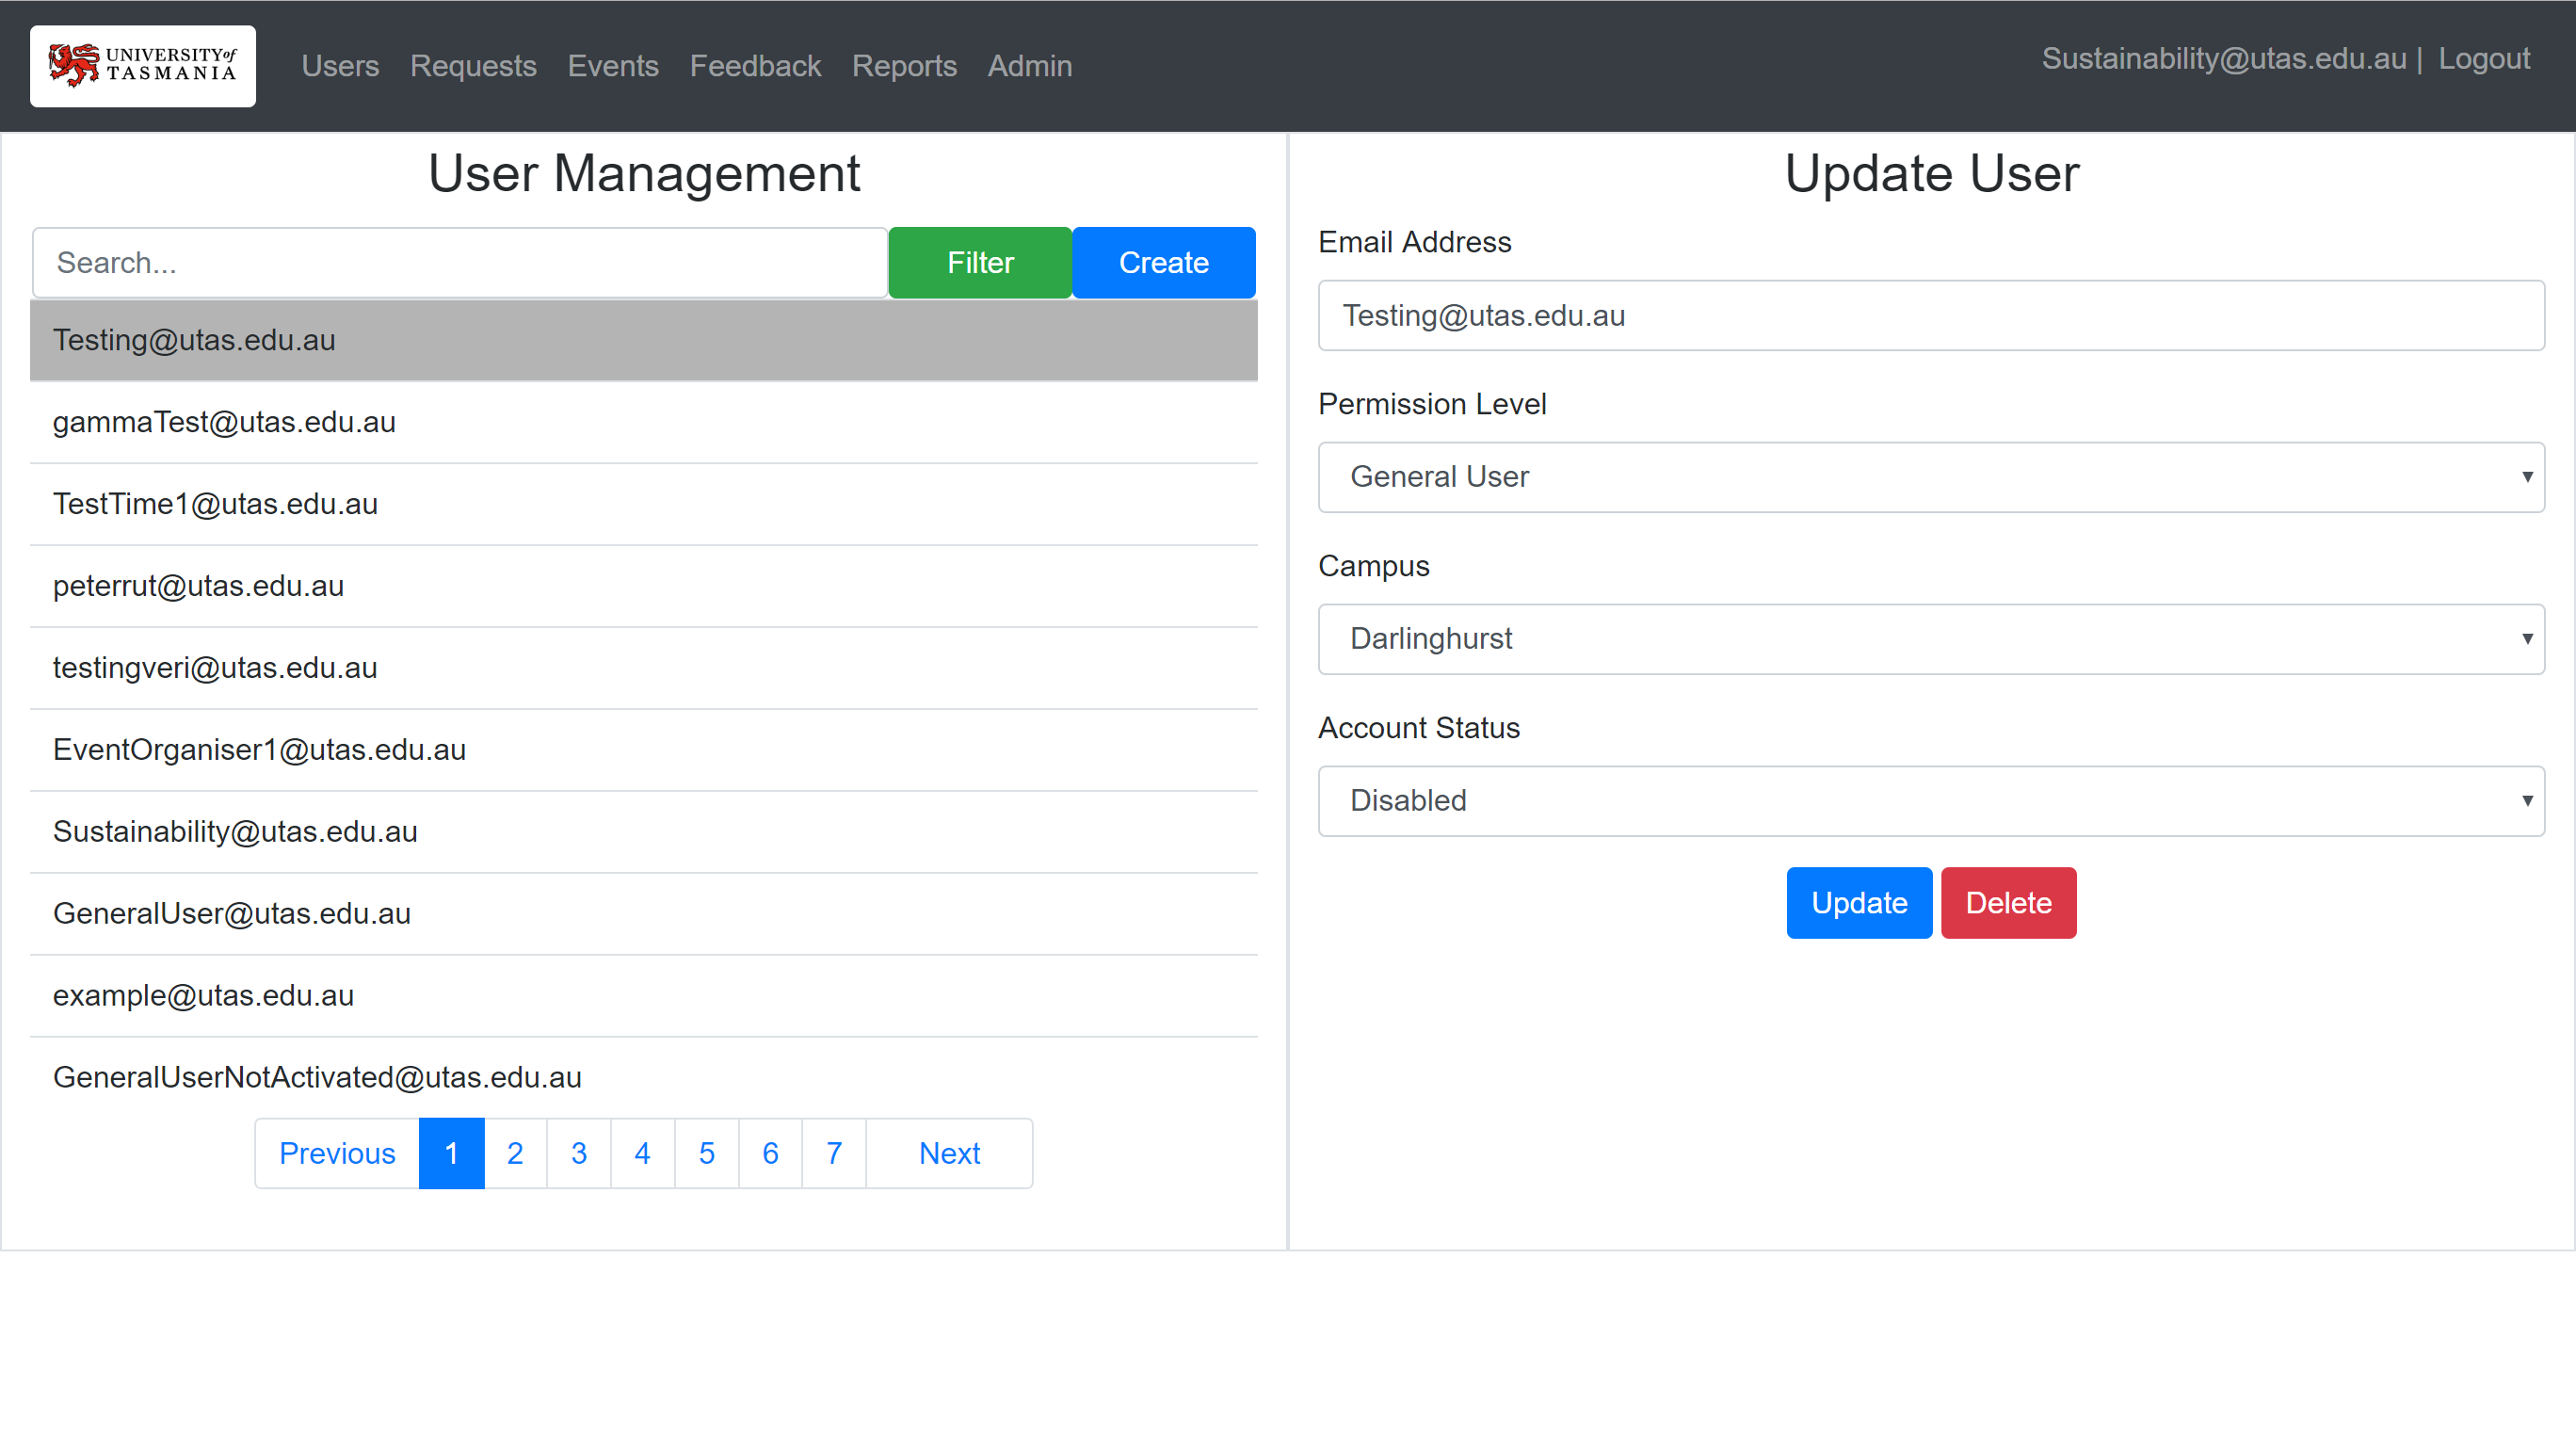 UNIVERSITY of
TASMANIA
Users Requests Events Feedback Reports Admin
Sustainability@utas.edu.au | Logout
User Management
Search...
Filter
Create
Testing@utas.edu.au
gammaTest@utas.edu.au
TestTime1@utas.edu.au
peterrut@utas.edu.au
testingveri@utas.edu.au
EventOrganiser1@utas.edu.au
Sustainability@utas.edu.au
GeneralUser@utas.edu.au
example@utas.edu.au
GeneralUserNotActivated@utas.edu.au
Previous 1 2 3 4 5 6 7 Next
Update User
Email Address
Testing@utas.edu.au
Permission Level
General User
Campus
Darlinghurst
Account Status
Disabled
Update Delete